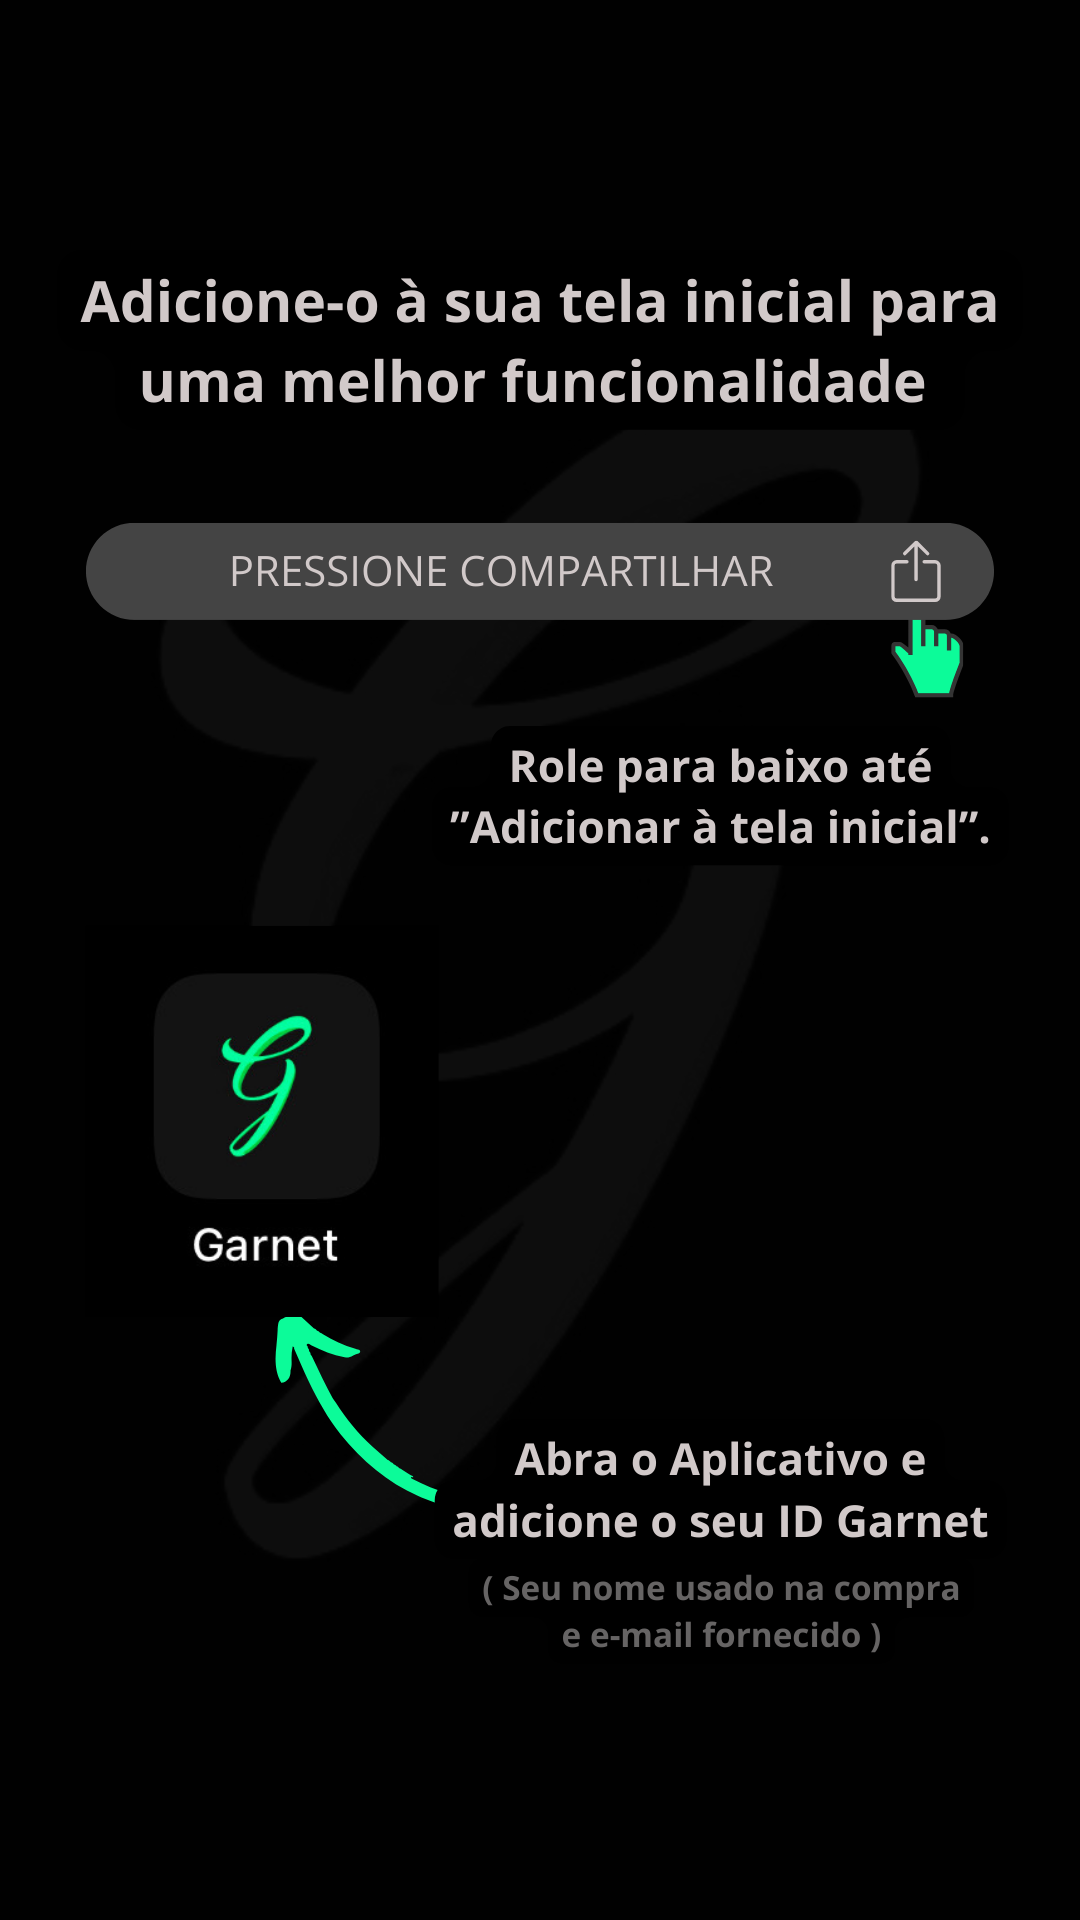 Adicione-o à sua tela inicial para
uma melhor funcionalidade
PRESSIONE COMPARTILHAR
Role para baixo até
”Adicionar à tela inicial”.
G
Garnet
Abra o Aplicativo e
adicione o seu ID Garnet
( Seu nome usado na compra
e e-mail fornecido )